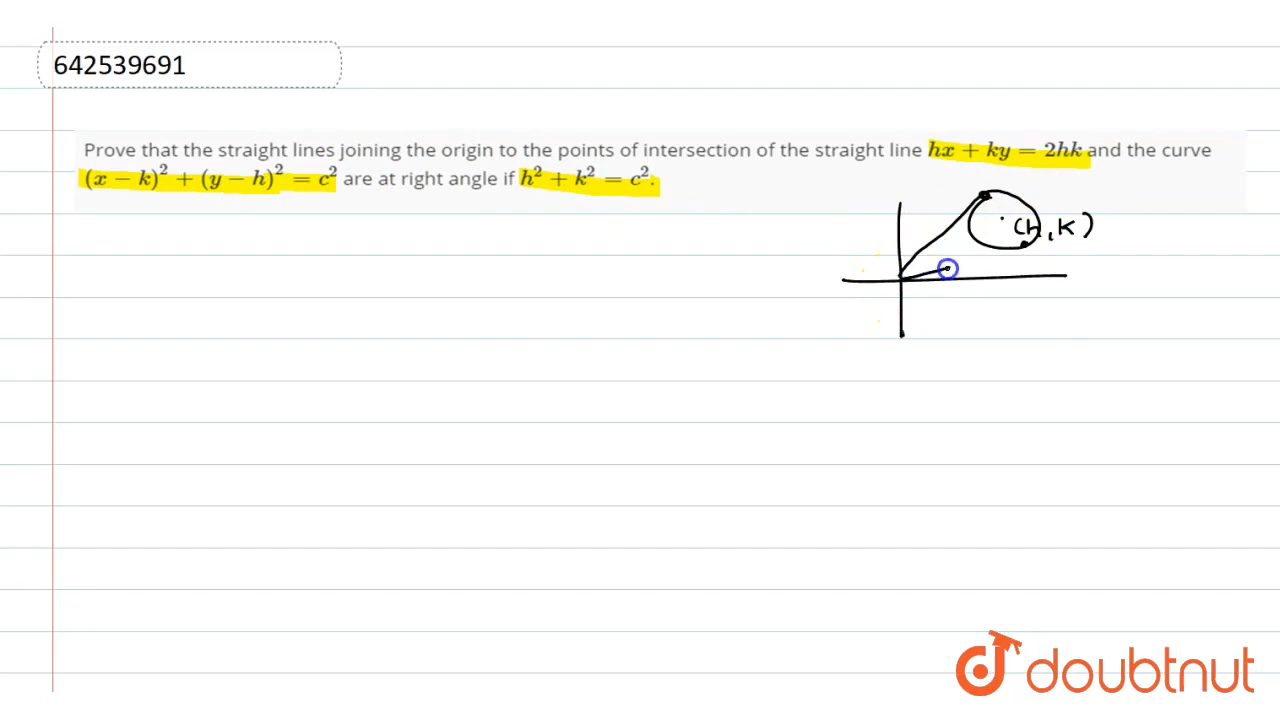 642539691
Prove that the straight lines joining the origin to the points of intersection of the straight line hx + ky = 2hk and the curve
(x − k)² + (y − h)² = c² are at right angle if h² + k² = c².
(h, k)
doubtnut